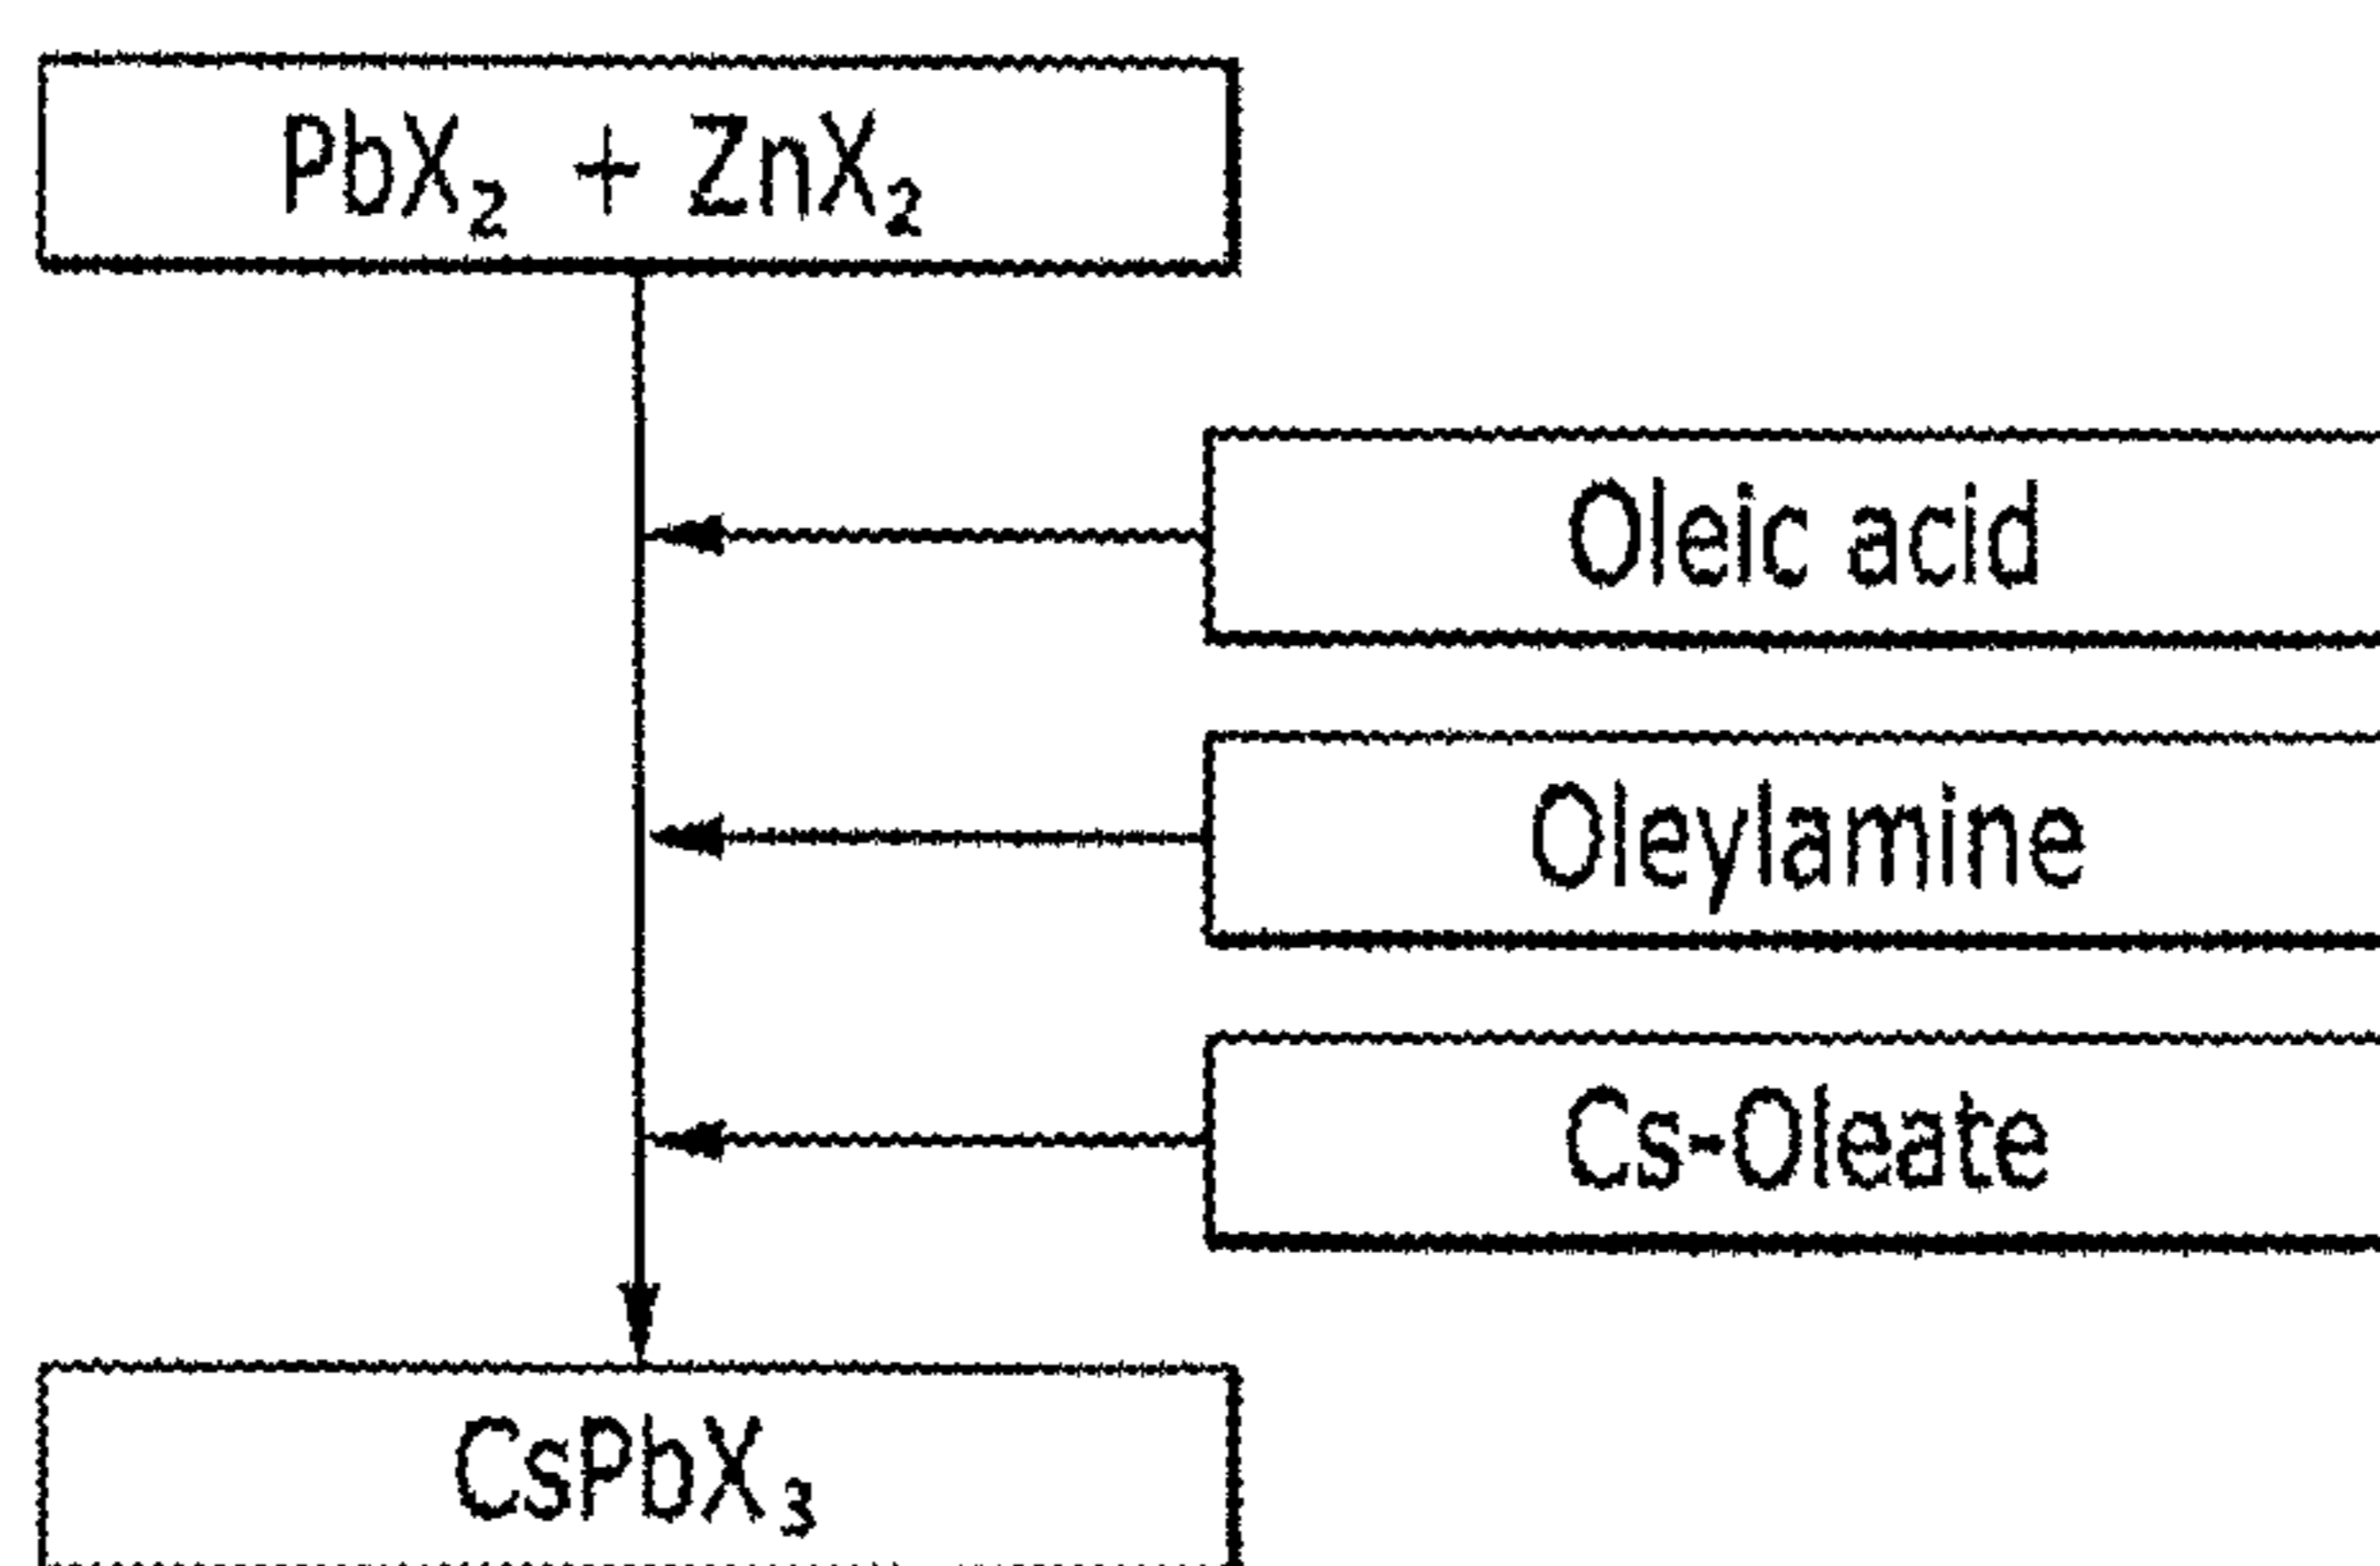 PbX₂ + ZnX₂
Oleic acid
Oleylamine
Cs-Oleate
CsPbX₃